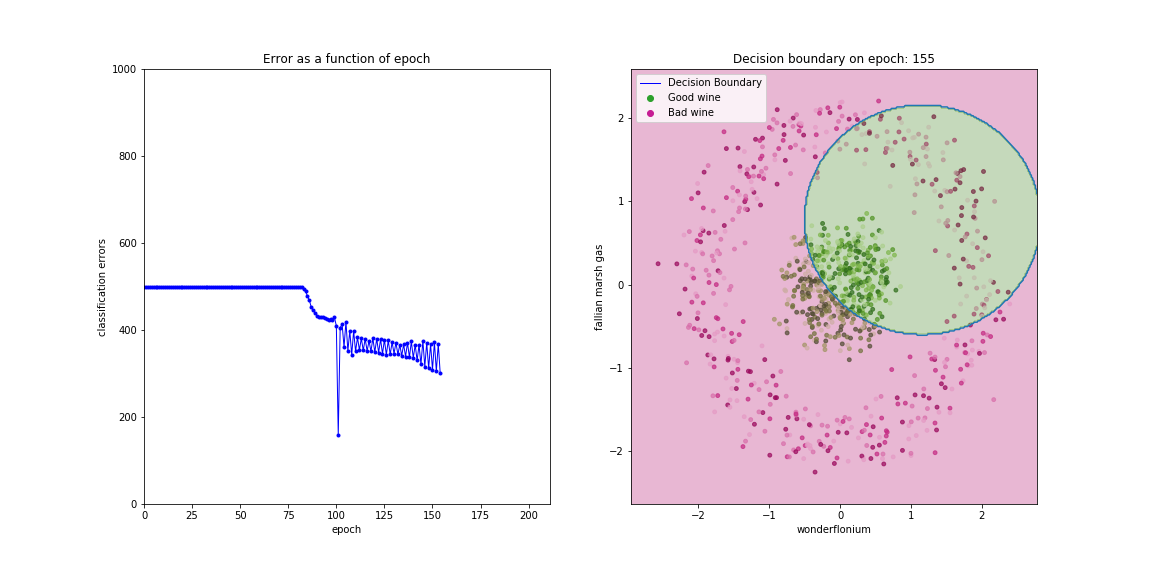 Error as a function of epoch
1000
800
600
400
200
0
classification errors
0 25 50 75 100 125 150 175 200
epoch
Decision boundary on epoch: 155
Decision Boundary
Good wine
Bad wine
2
1
0
−1
−2
fallian marsh gas
−2 −1 0 1 2
wonderflonium